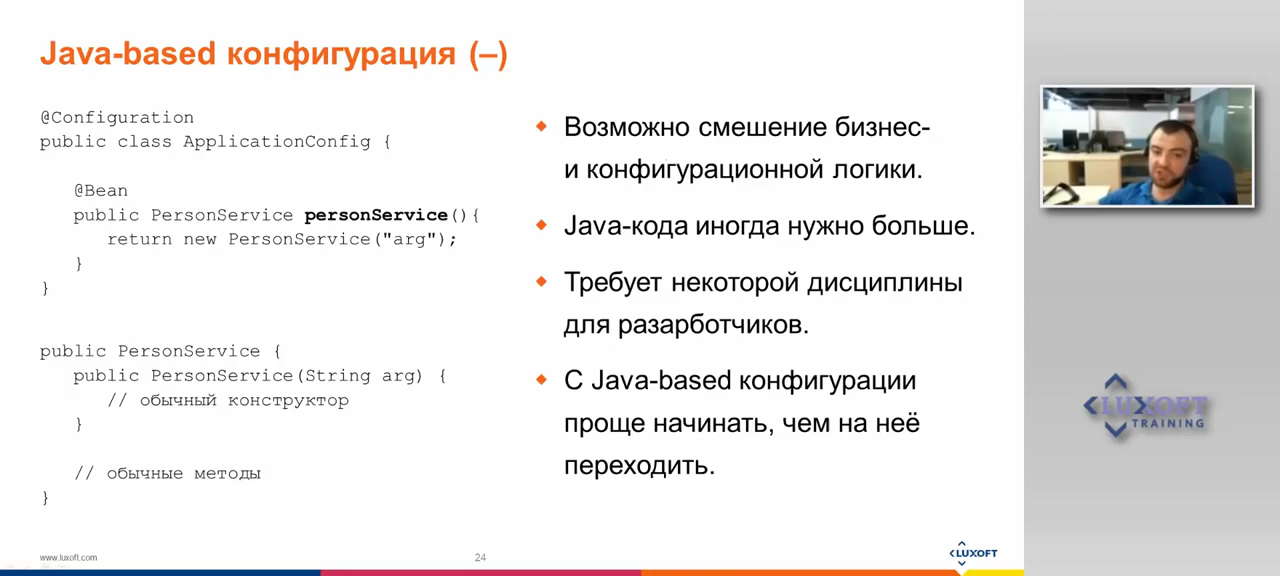 Java-based конфигурация (–)
@Configuration
public class ApplicationConfig {
@Bean
public PersonService personService(){
return new PersonService("arg");
}
}
public PersonService {
public PersonService(String arg) {
// обычный конструктор
}
// обычные методы
}
Возможно смешение бизнес-
и конфигурационной логики.
Java-кода иногда нужно больше.
Требует некоторой дисциплины
для разарботчиков.
С Java-based конфигурации
проще начинать, чем на неё
переходить.
LUXOFT
TRAINING
www.luxoft.com
24
LUXOFT